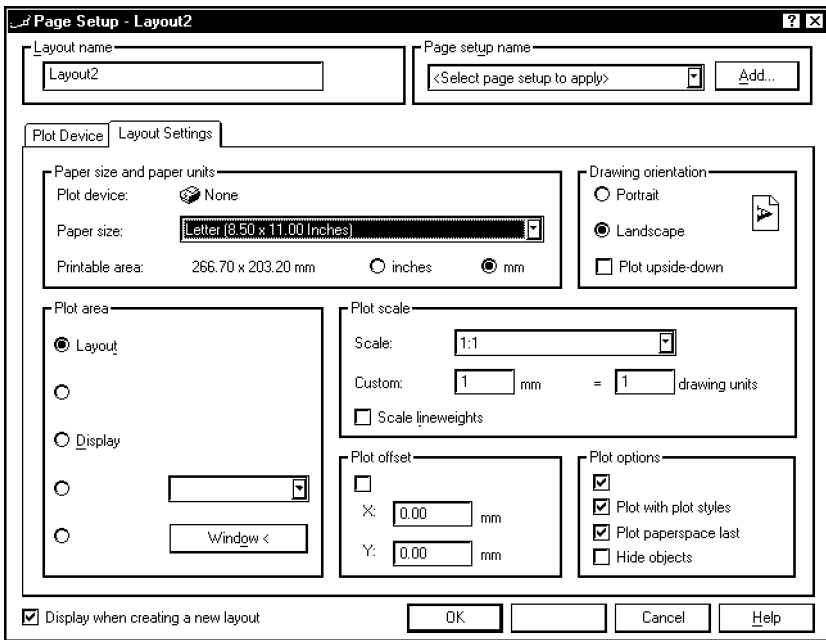 Page Setup - Layout2
Layout name
Layout2
Page setup name
<Select page setup to apply>
Add...
Plot Device
Layout Settings
Paper size and paper units
Plot device:
None
Paper size:
Letter (8.50 x 11.00 Inches)
Printable area:
266.70 x 203.20 mm
inches
mm
Drawing orientation
Portrait
Landscape
Plot upside-down
A
Plot area
Layout
Display
Window <
Plot scale
Scale:
1:1
Custom:
1 mm = 1 drawing units
Scale lineweights
Plot offset
X: 0.00 mm
Y: 0.00 mm
Plot options
Plot with plot styles
Plot paperspace last
Hide objects
Display when creating a new layout
OK
Cancel
Help